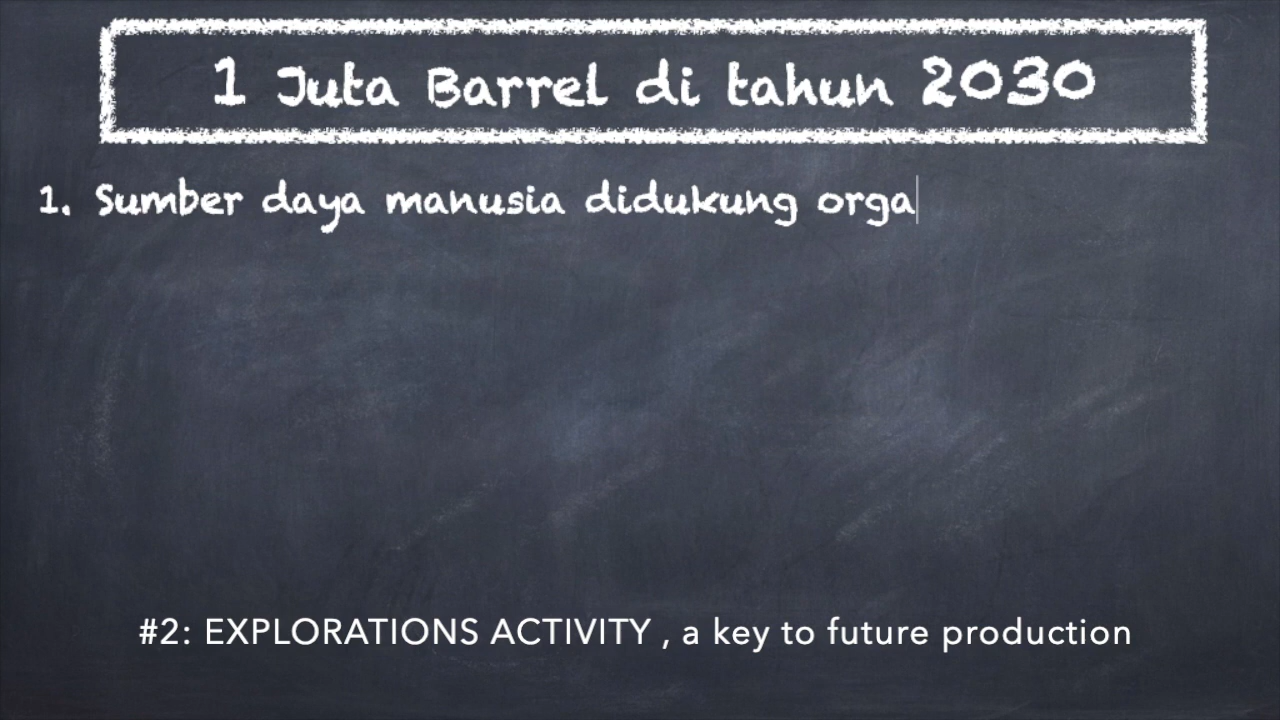 1 Juta Barrel di tahun 2030
1. Sumber daya manusia didukung orga
#2: EXPLORATIONS ACTIVITY , a key to future production